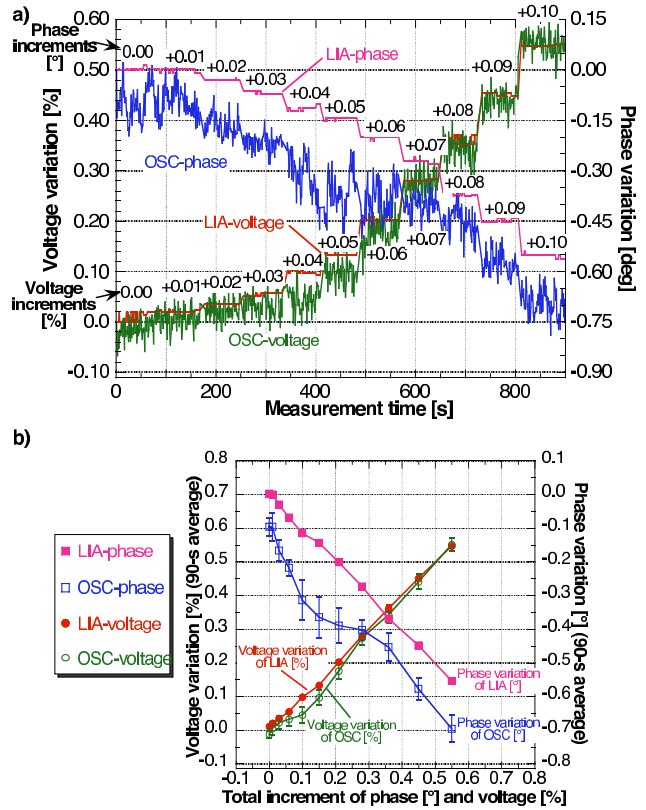 a)
Phase increments [°]
0.00
+0.01
+0.02
+0.03
+0.04
+0.05
+0.06
+0.07
+0.08
+0.09
+0.10
LIA-phase
OSC-phase
LIA-voltage
OSC-voltage
Voltage increments [%]
0.00
+0.01
+0.02
+0.03
+0.04
+0.05
+0.06
+0.07
+0.08
+0.09
+0.10
Voltage variation [%]
0.60
0.50
0.40
0.30
0.20
0.10
0.0
-0.10
Phase variation [deg]
0.15
0.00
-0.15
-0.30
-0.45
-0.60
-0.75
-0.90
0
200
400
600
800
Measurement time [s]
b)
LIA-phase
OSC-phase
LIA-voltage
OSC-voltage
Voltage variation [%] (90-s average)
0.8
0.7
0.6
0.5
0.4
0.3
0.2
0.1
0.0
-0.1
Phase variation [°] (90-s average)
0.1
0.0
-0.1
-0.2
-0.3
-0.4
-0.5
-0.6
-0.7
-0.8
Voltage variation
of LIA [%]
Voltage variation
of OSC [%]
Phase variation
of LIA [°]
Phase variation
of OSC [°]
-0.1
0
0.1
0.2
0.3
0.4
0.5
0.6
0.7
0.8
Total increment of phase [°] and voltage [%]